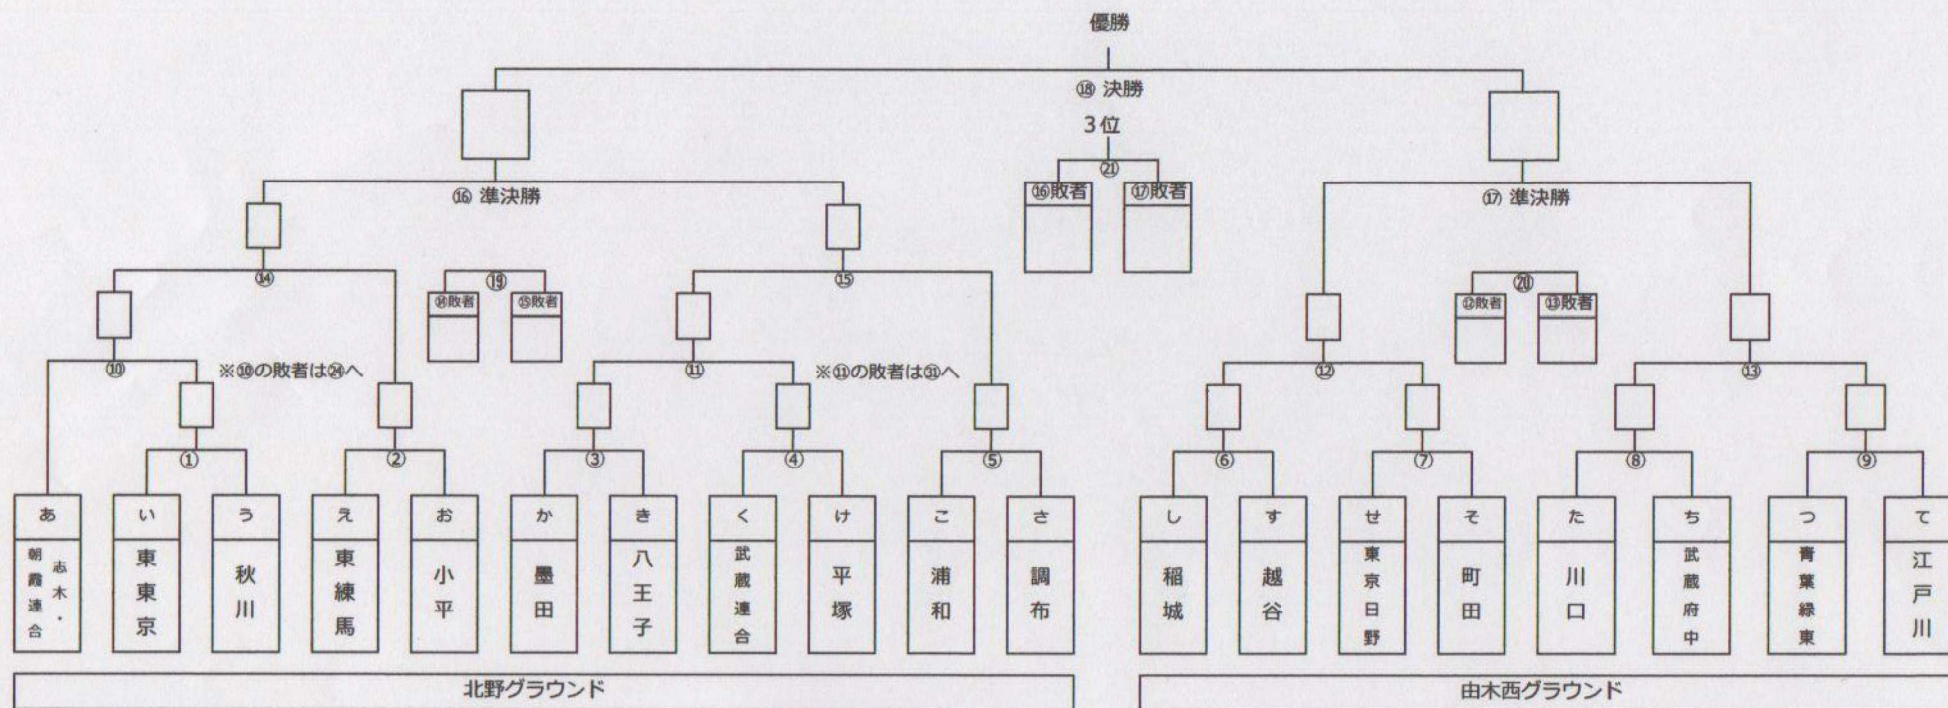 優勝
⑱ 決勝
3位
㉑
⑯敗者 ⑰敗者
⑯ 準決勝 ⑰ 準決勝
⑭ ⑲ ⑮ ⑳
⑭敗者 ⑮敗者 ⑫敗者 ⑬敗者
⑩ ※⑩の敗者は㉔へ ⑪ ※⑪の敗者は㉛へ ⑫ ⑬
① ② ③ ④ ⑤ ⑥ ⑦ ⑧ ⑨
あ い う え お か き く け こ さ し す せ そ た ち つ て
志木・
朝霞連合
東東京
秋川
東練馬
小平
墨田
八王子
武蔵連合
平塚
浦和
調布
稲城
越谷
東京日野
町田
川口
武蔵府中
青葉緑東
江戸川
北野グラウンド 由木西グラウンド